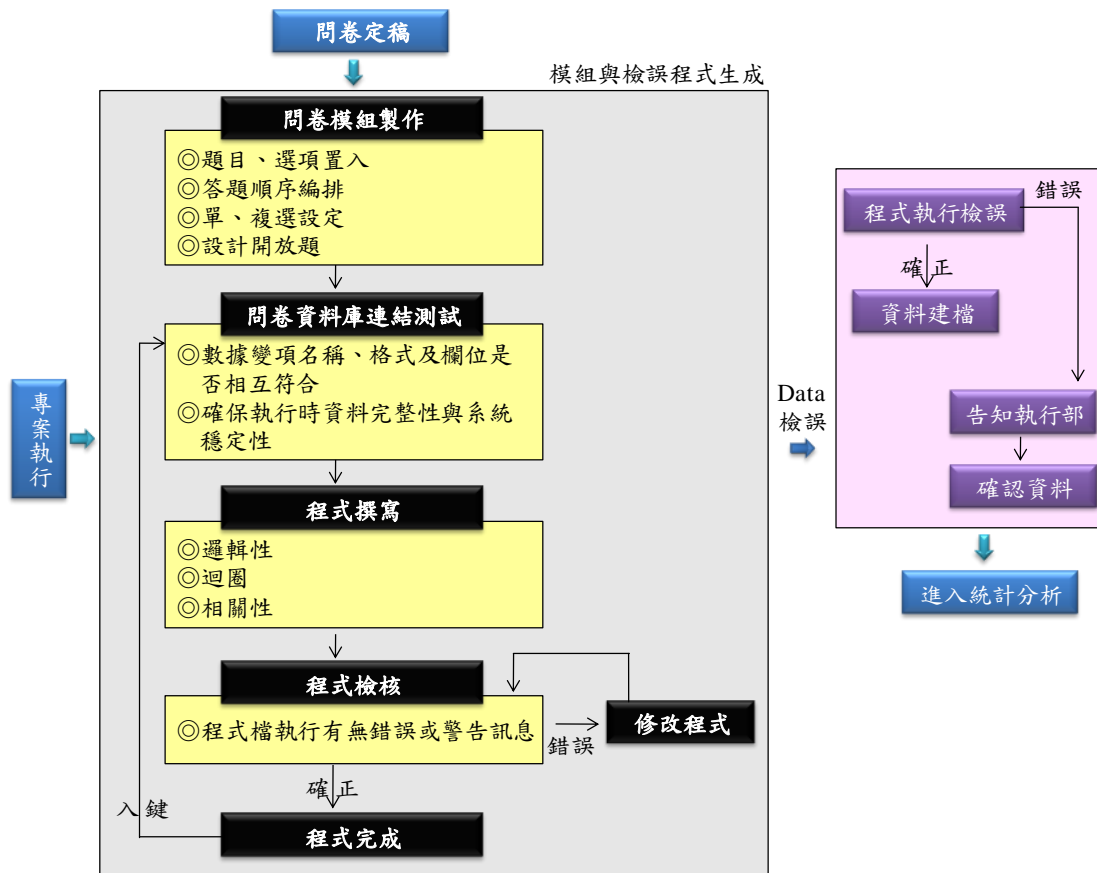 問卷定稿
模組與檢誤程式生成
問卷模組製作
◎題目、選項置入
◎答題順序編排
◎單、複選設定
◎設計開放題
問卷資料庫連結測試
◎數據變項名稱、格式及欄位是
否相互符合
◎確保執行時資料完整性與系統
穩定性
專案執行
程式撰寫
◎邏輯性
◎迴圈
◎相關性
程式檢核
◎程式檔執行有無錯誤或警告訊息
錯誤
修改程式
確正
入鍵
程式完成
Data
檢誤
程式執行檢誤
錯誤
確正
資料建檔
告知執行部
確認資料
進入統計分析